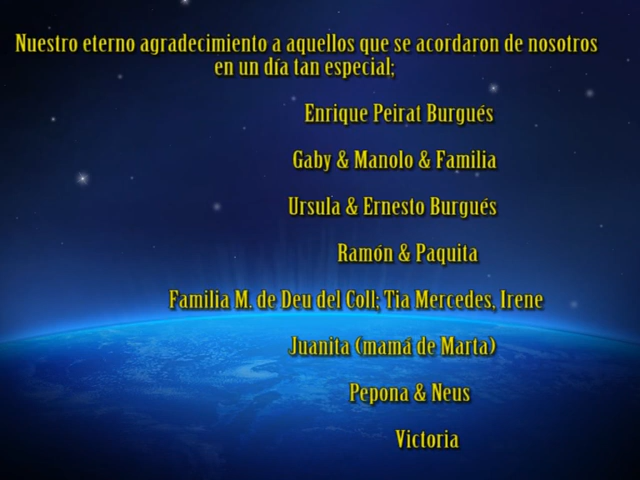 Nuestro eterno agradecimiento a aquellos que se acordaron de nosotros
en un día tan especial;
Enrique Peirat Burgués
Gaby & Manolo & Familia
Ursula & Ernesto Burgués
Ramón & Paquita
Familia M. de Deu del Coll; Tia Mercedes, Irene
Juanita (mamá de Marta)
Pepona & Neus
Victoria